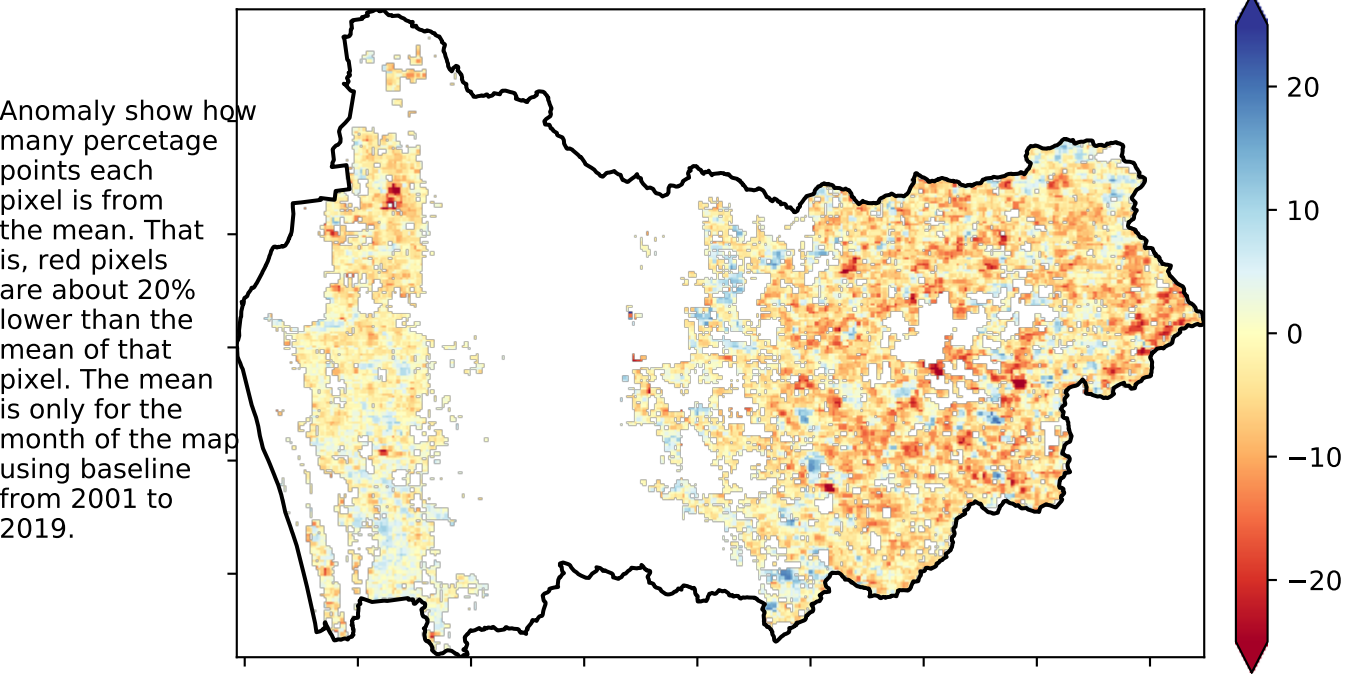 Anomaly show how
many percetage
points each
pixel is from
the mean. That
is, red pixels
are about 20%
lower than the
mean of that
pixel. The mean
is only for the
month of the map
using baseline
from 2001 to
2019.
20
10
0
−10
−20